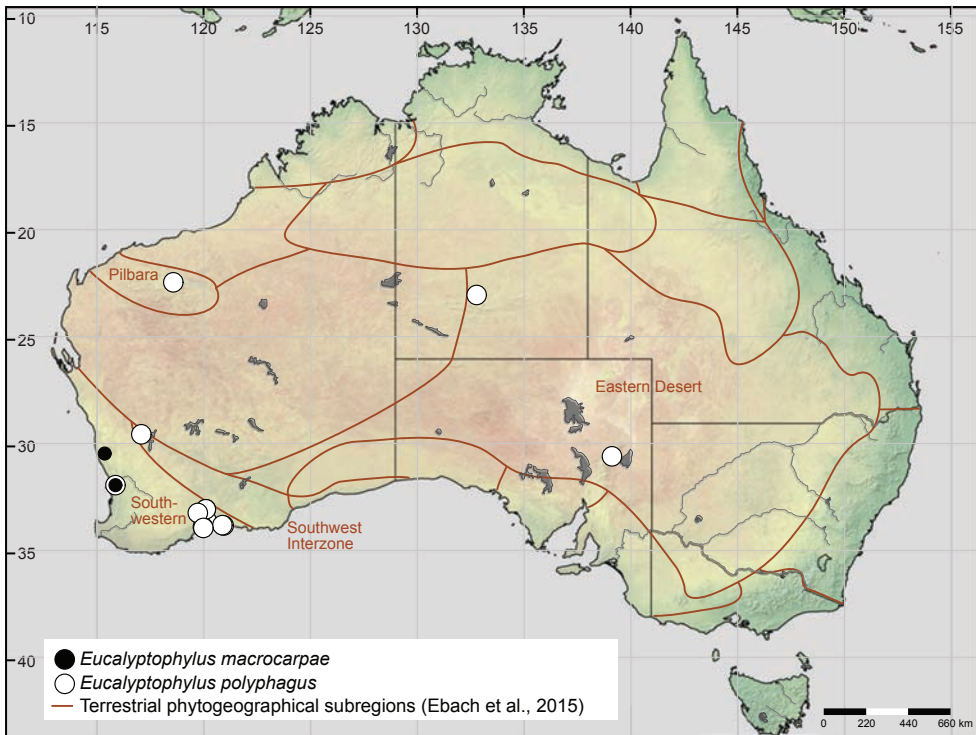 10
115 120 125 130 135 140 145 150 155
15
20
25
30
35
40
Pilbara
Eastern Desert
South-
western
Southwest
Interzone
Eucalyptophylus macrocarpae
Eucalyptophylus polyphagus
Terrestrial phytogeographical subregions (Ebach et al., 2015)
0 220 440 660 km